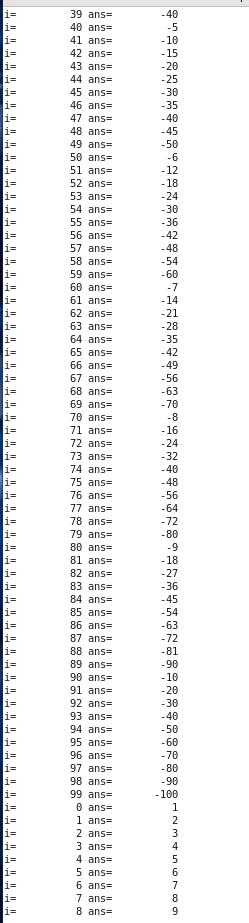 i= 39 ans= -40
i= 40 ans= -5
i= 41 ans= -10
i= 42 ans= -15
i= 43 ans= -20
i= 44 ans= -25
i= 45 ans= -30
i= 46 ans= -35
i= 47 ans= -40
i= 48 ans= -45
i= 49 ans= -50
i= 50 ans= -6
i= 51 ans= -12
i= 52 ans= -18
i= 53 ans= -24
i= 54 ans= -30
i= 55 ans= -36
i= 56 ans= -42
i= 57 ans= -48
i= 58 ans= -54
i= 59 ans= -60
i= 60 ans= -7
i= 61 ans= -14
i= 62 ans= -21
i= 63 ans= -28
i= 64 ans= -35
i= 65 ans= -42
i= 66 ans= -49
i= 67 ans= -56
i= 68 ans= -63
i= 69 ans= -70
i= 70 ans= -8
i= 71 ans= -16
i= 72 ans= -24
i= 73 ans= -32
i= 74 ans= -40
i= 75 ans= -48
i= 76 ans= -56
i= 77 ans= -64
i= 78 ans= -72
i= 79 ans= -80
i= 80 ans= -9
i= 81 ans= -18
i= 82 ans= -27
i= 83 ans= -36
i= 84 ans= -45
i= 85 ans= -54
i= 86 ans= -63
i= 87 ans= -72
i= 88 ans= -81
i= 89 ans= -90
i= 90 ans= -10
i= 91 ans= -20
i= 92 ans= -30
i= 93 ans= -40
i= 94 ans= -50
i= 95 ans= -60
i= 96 ans= -70
i= 97 ans= -80
i= 98 ans= -90
i= 99 ans= -100
i= 0 ans= 1
i= 1 ans= 2
i= 2 ans= 3
i= 3 ans= 4
i= 4 ans= 5
i= 5 ans= 6
i= 6 ans= 7
i= 7 ans= 8
i= 8 ans= 9